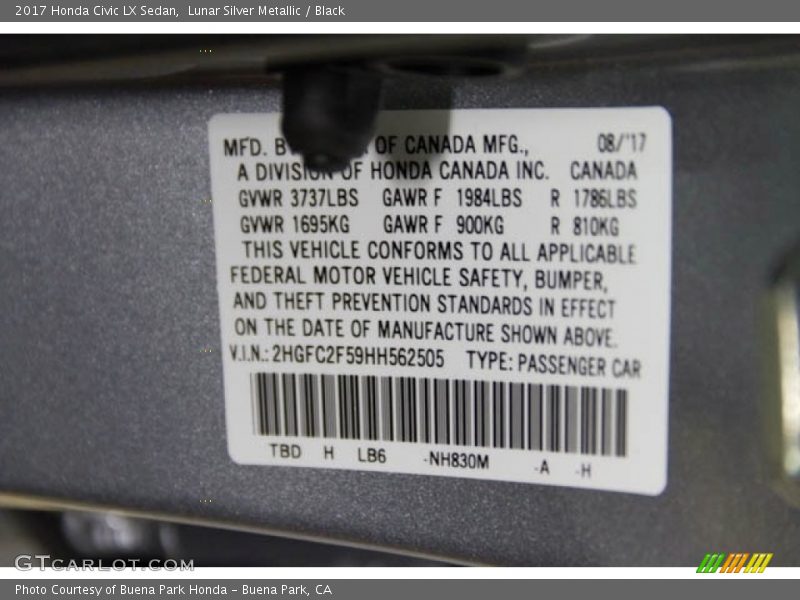 2017 Honda Civic LX Sedan, Lunar Silver Metallic / Black
MFD. OF CANADA MFG., 08/'17
A DIVISION OF HONDA CANADA INC. CANADA
GVWR 3737LBS GAWR F 1984LBS R 1786LBS
GVWR 1695KG GAWR F 900KG R 810KG
THIS VEHICLE CONFORMS TO ALL APPLICABLE
FEDERAL MOTOR VEHICLE SAFETY, BUMPER,
AND THEFT PREVENTION STANDARDS IN EFFECT
ON THE DATE OF MANUFACTURE SHOWN ABOVE.
V.I.N.: 2HGFC2F59HH562505 TYPE: PASSENGER CAR
TBD H LB6 -NH830M -A -H
GTCARLOT.COM
Photo Courtesy of Buena Park Honda - Buena Park, CA